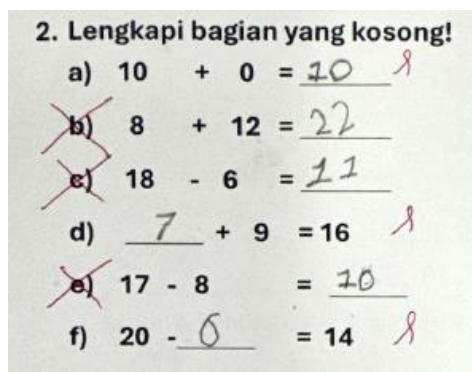 2. Lengkapi bagian yang kosong!
a) 10 + 0 = 10
b) 8 + 12 = 22
c) 18 - 6 = 11
d) 7 + 9 = 16
e) 17 - 8 = 10
f) 20 - 6 = 14